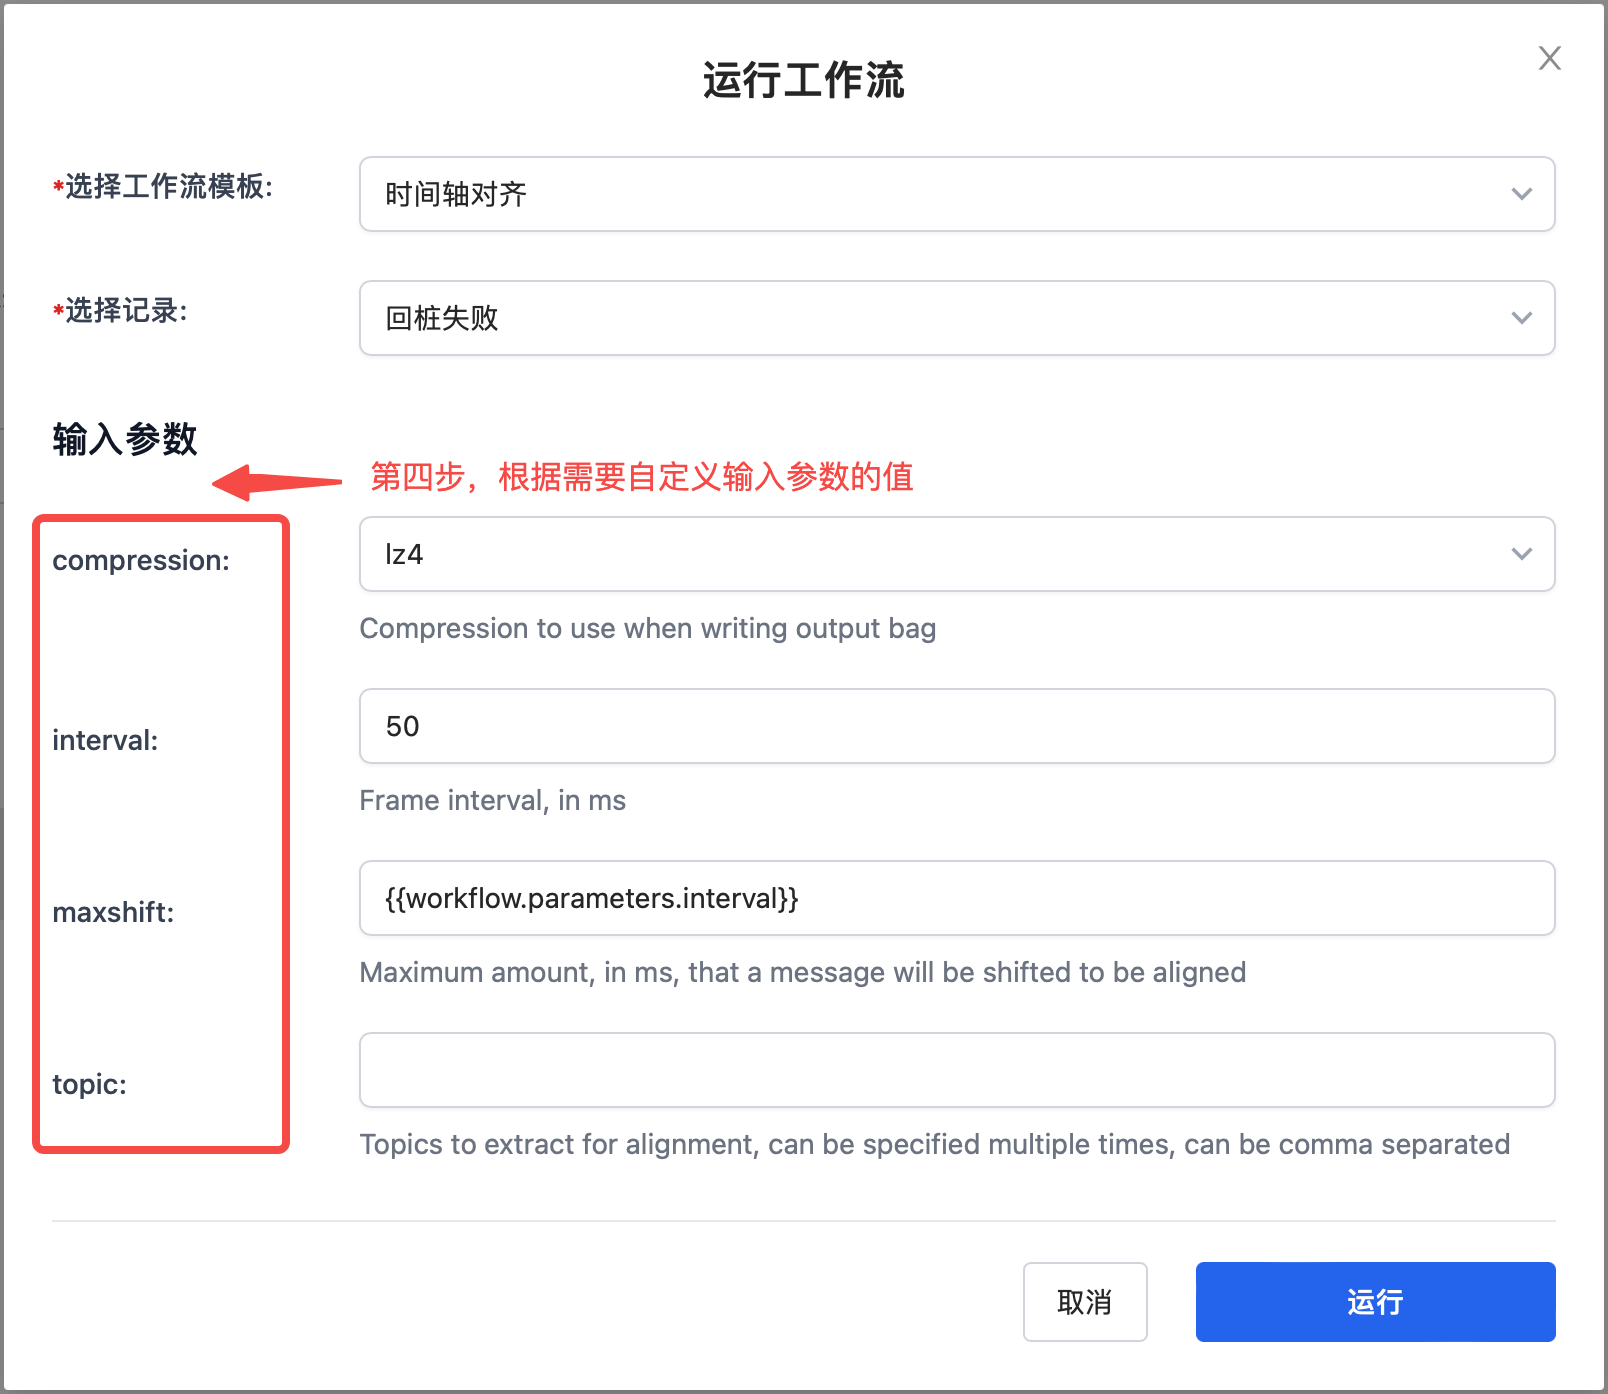 运行工作流
X
*选择工作流模板:
时间轴对齐
*选择记录:
回桩失败
输入参数
第四步，根据需要自定义输入参数的值
compression:
lz4
Compression to use when writing output bag
interval:
50
Frame interval, in ms
maxshift:
{{workflow.parameters.interval}}
Maximum amount, in ms, that a message will be shifted to be aligned
topic:
Topics to extract for alignment, can be specified multiple times, can be comma separated
取消
运行